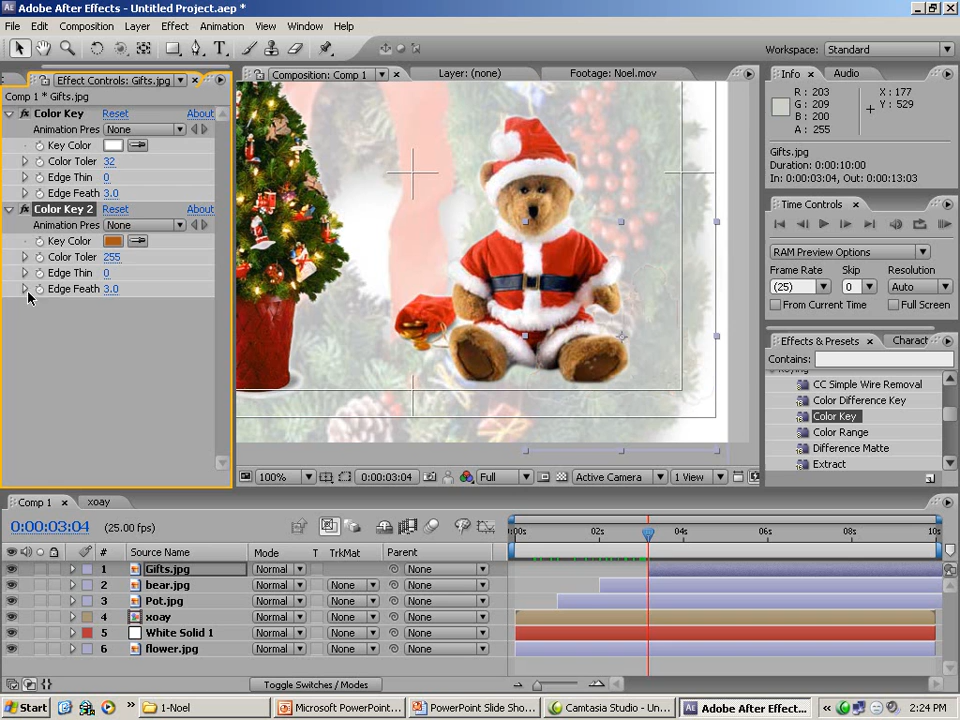 Adobe After Effects - Untitled Project.aep *
File Edit Composition Layer Effect Animation View Window Help
Workspace: Standard
Effect Controls: Gifts.jpg
Comp 1 * Gifts.jpg
Color Key Reset About
Animation Pres None
Key Color
Color Toler 32
Edge Thin 0
Edge Feath 3.0
Color Key 2 Reset About
Animation Pres None
Key Color
Color Toler 255
Edge Thin 0
Edge Feath 3.0
Composition: Comp 1 Layer: (none) Footage: Noel.mov
100% 0:00:03:04 Full Active Camera 1 View
Info Audio
R: 203 X: 177
G: 209 Y: 529
B: 200
A: 255
Gifts.jpg
Duration: 0:00:10:00
In: 0:00:03:04, Out: 0:00:13:03
Time Controls
RAM Preview Options
Frame Rate Skip Resolution
(25) 0 Auto
From Current Time Full Screen
Effects & Presets Charact
Contains:
Keying
CC Simple Wire Removal
Color Difference Key
Color Key
Color Range
Difference Matte
Extract
Comp 1 xoay
0:00:03:04 (25.00 fps)
:00s 02s 04s 06s 08s 10s
# Source Name Mode T TrkMat Parent
1 Gifts.jpg Normal None
2 bear.jpg Normal None None
3 Pot.jpg Normal None None
4 xoay Normal None None
5 White Solid 1 Normal None None
6 flower.jpg Normal None None
Toggle Switches / Modes
Start 1-Noel Microsoft PowerPoint... PowerPoint Slide Sho... Camtasia Studio - Un... Adobe After Effect... 2:24 PM